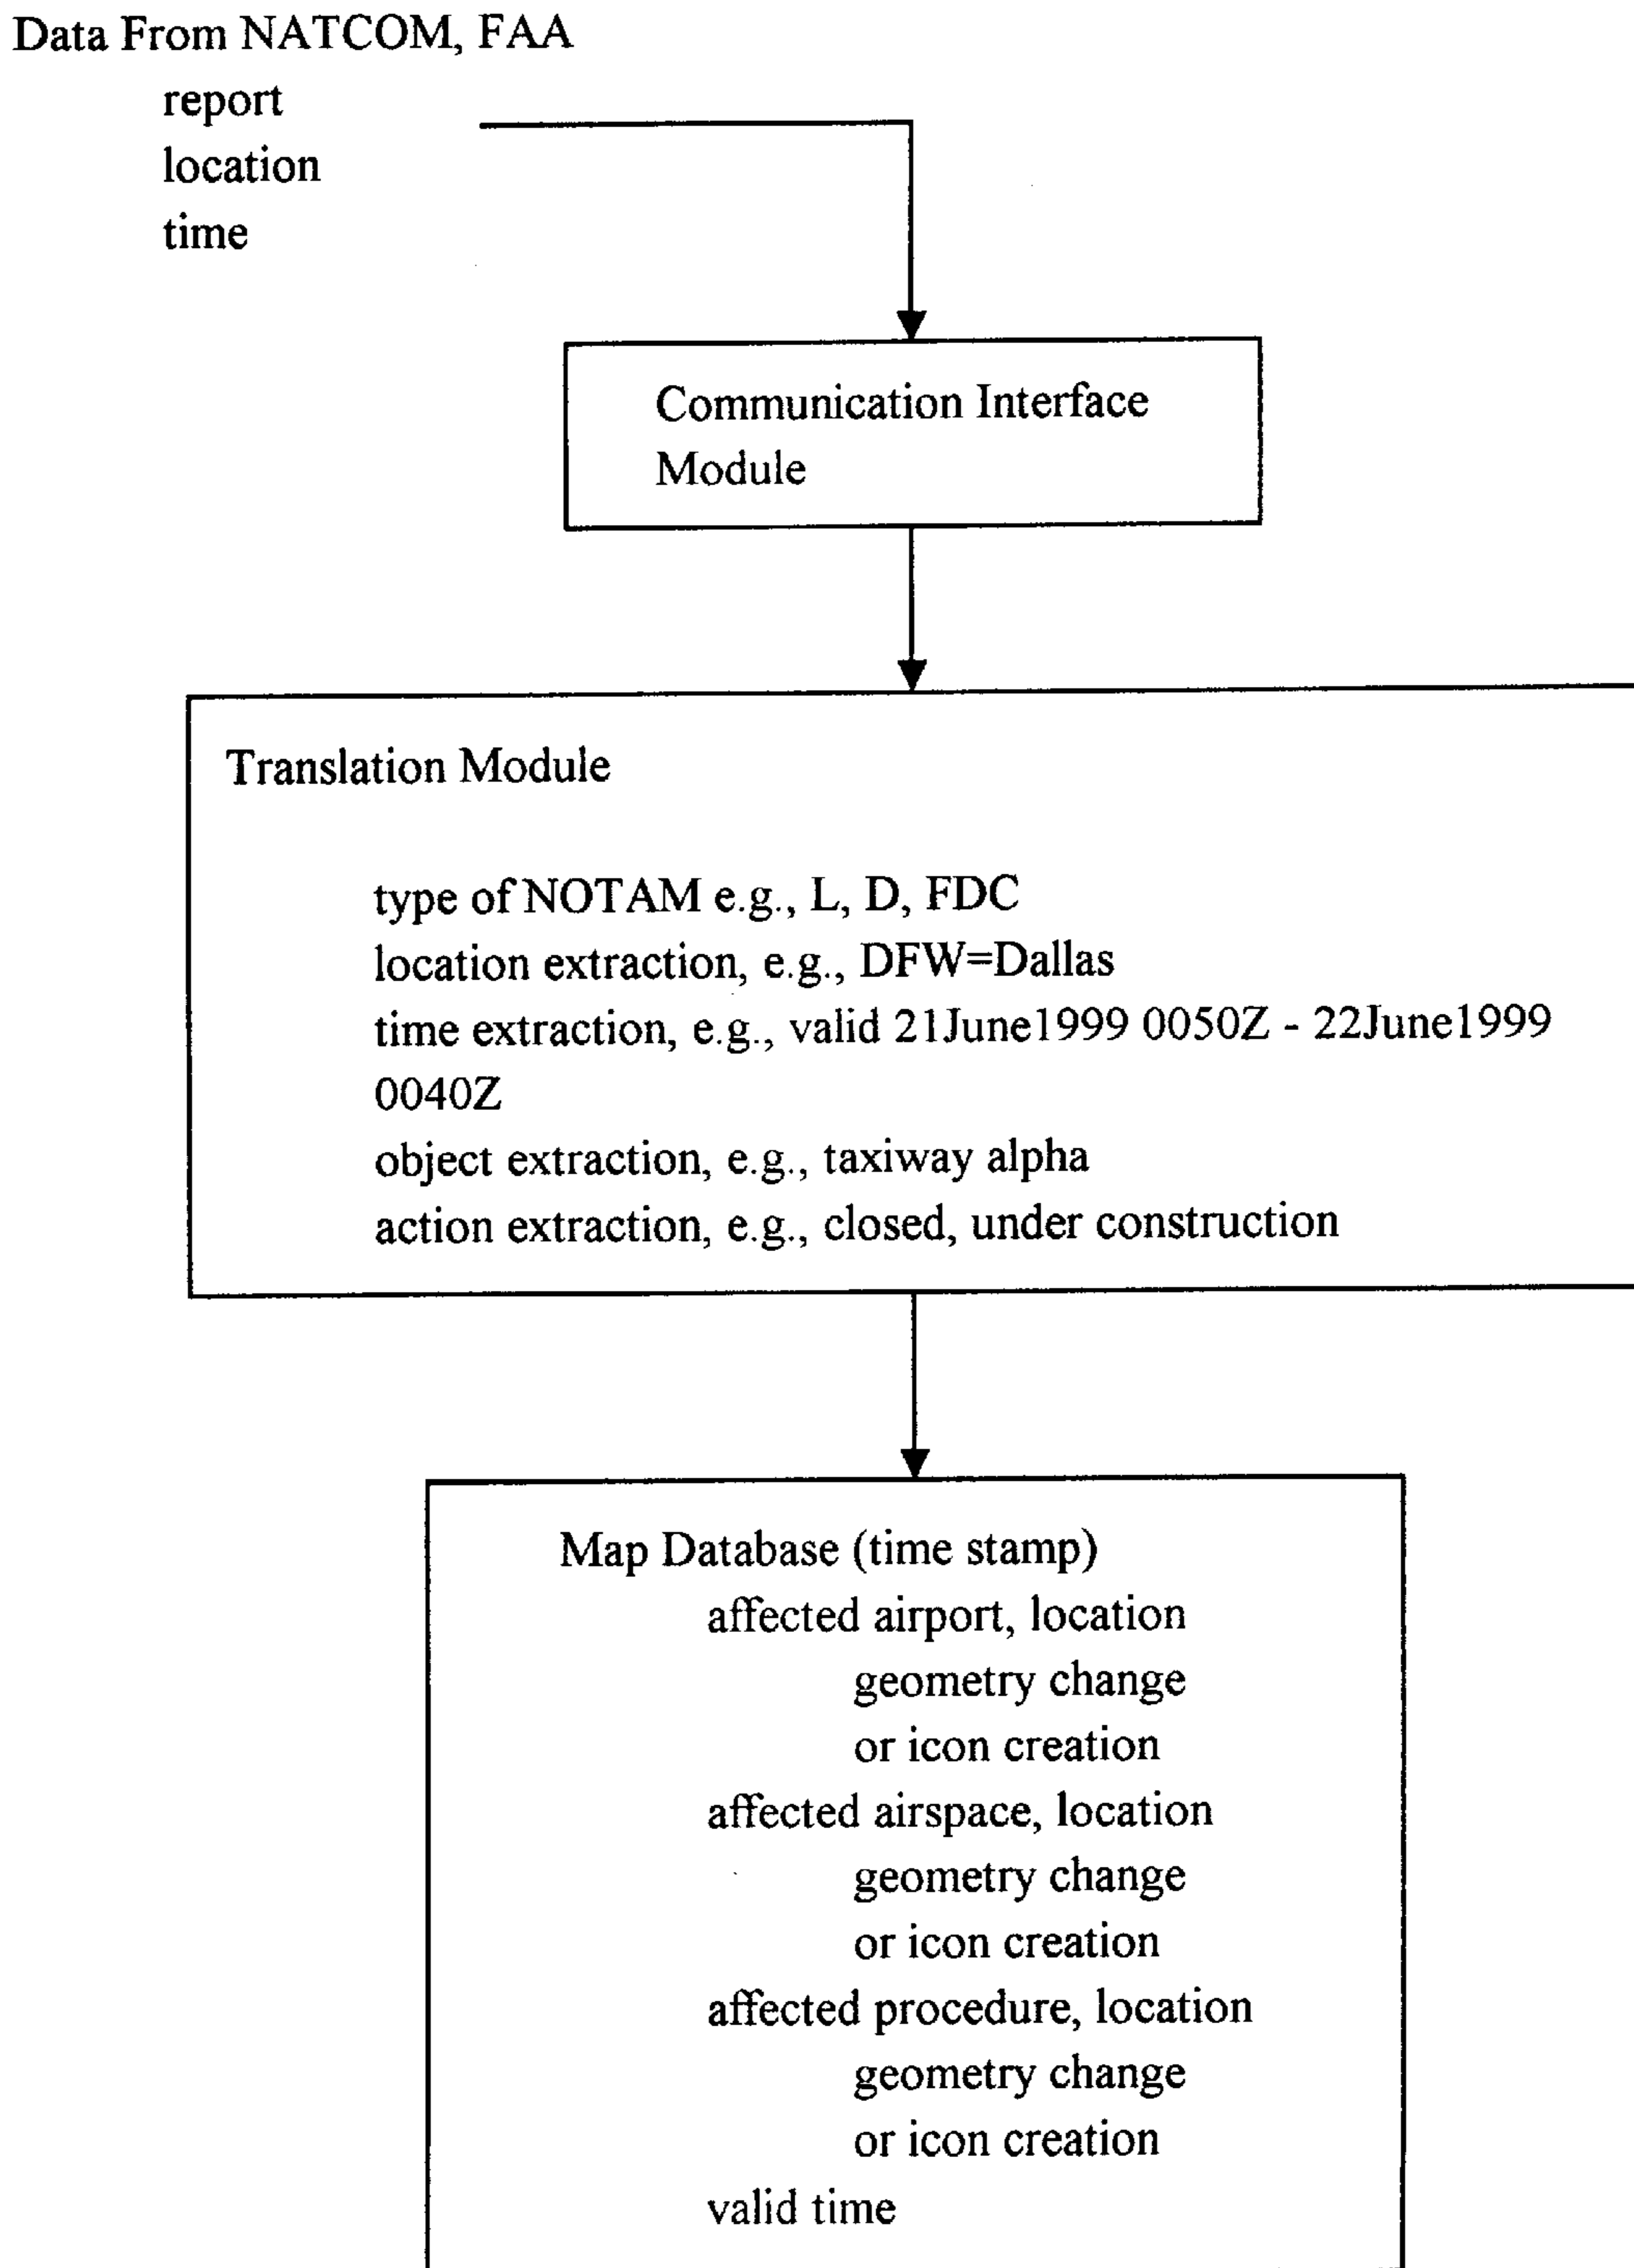 Data From NATCOM, FAA
report
location
time
Communication Interface
Module
Translation Module
type of NOTAM e.g., L, D, FDC
location extraction, e.g., DFW=Dallas
time extraction, e.g., valid 21June1999 0050Z - 22June1999
0040Z
object extraction, e.g., taxiway alpha
action extraction, e.g., closed, under construction
Map Database (time stamp)
affected airport, location
geometry change
or icon creation
affected airspace, location
geometry change
or icon creation
affected procedure, location
geometry change
or icon creation
valid time